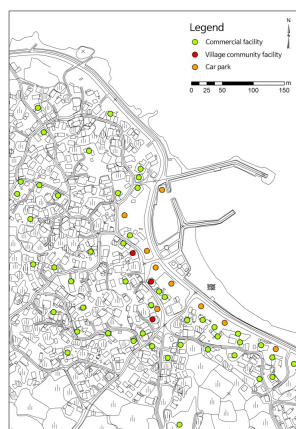 Legend
Commercial facility
Village community facility
Car park
N
0 25 50 100 150
m